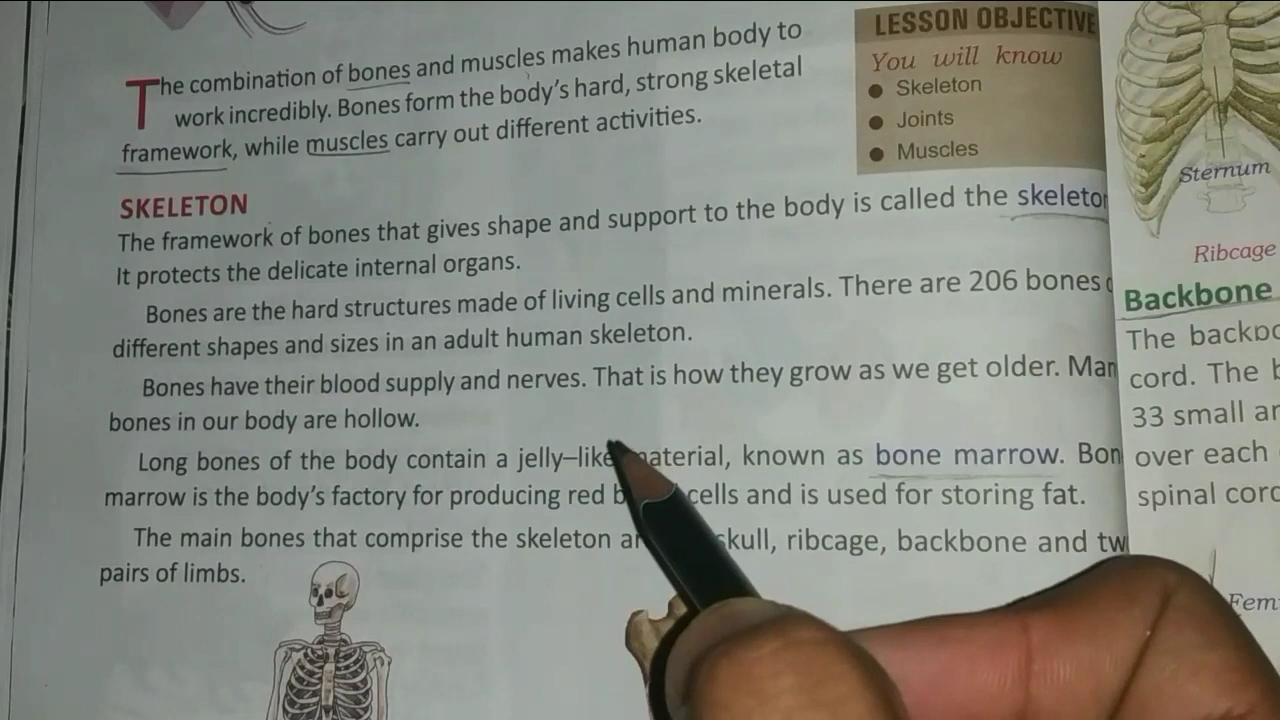 The combination of bones and muscles makes human body to
work incredibly. Bones form the body's hard, strong skeletal
framework, while muscles carry out different activities.
LESSON OBJECTIVE
You will know
Skeleton
Joints
Muscles
SKELETON
The framework of bones that gives shape and support to the body is called the skeleto
It protects the delicate internal organs.
Bones are the hard structures made of living cells and minerals. There are 206 bones
different shapes and sizes in an adult human skeleton.
Bones have their blood supply and nerves. That is how they grow as we get older. Man
bones in our body are hollow.
Long bones of the body contain a jelly–like material, known as bone marrow. Bon
marrow is the body's factory for producing red cells and is used for storing fat.
The main bones that comprise the skeleton skull, ribcage, backbone and tw
pairs of limbs.
Sternum
Ribcage
Backbone
The backbo
cord. The
33 small an
over each
spinal cord
Fem